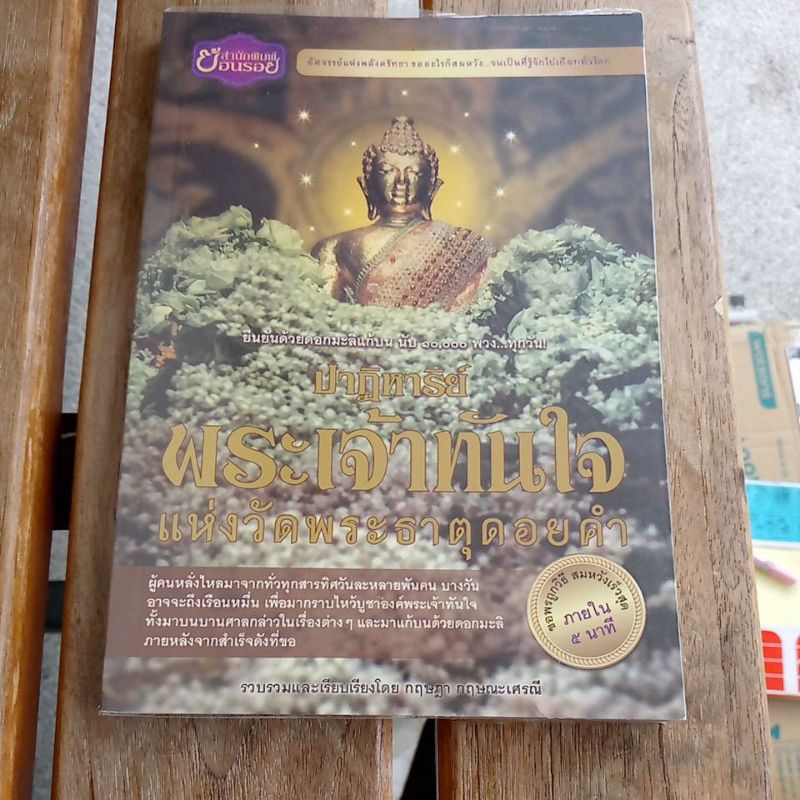 สำนักพิมพ์
ย้อนรอย
อัศจรรย์แห่งพลังศรัทธา ขออะไรก็สมหวัง...จนเป็นที่รู้จักไปเกือบทั่วโลก
ยืนยันด้วยดอกมะลิแก้บน นับ ๑๐,๐๐๐ พวง...ทุกวัน!
ปาฏิหาริย์
พระเจ้าทันใจ
แห่งวัดพระธาตุดอยคำ
ผู้คนหลั่งไหลมาจากทั่วทุกสารทิศวันละหลายพันคน บางวัน
อาจจะถึงเรือนหมื่น เพื่อมากราบไหว้บูชาองค์พระเจ้าทันใจ
ทั้งมาบนบานศาลกล่าวในเรื่องต่าง ๆ และมาแก้บนด้วยดอกมะลิ
ภายหลังจากสำเร็จดังที่ขอ
ขอพรถูกวิธี สมหวังเร็วสุด
ภายใน
๕ นาที
รวบรวมและเรียบเรียงโดย กฤษฎา กฤษณะเศรณี